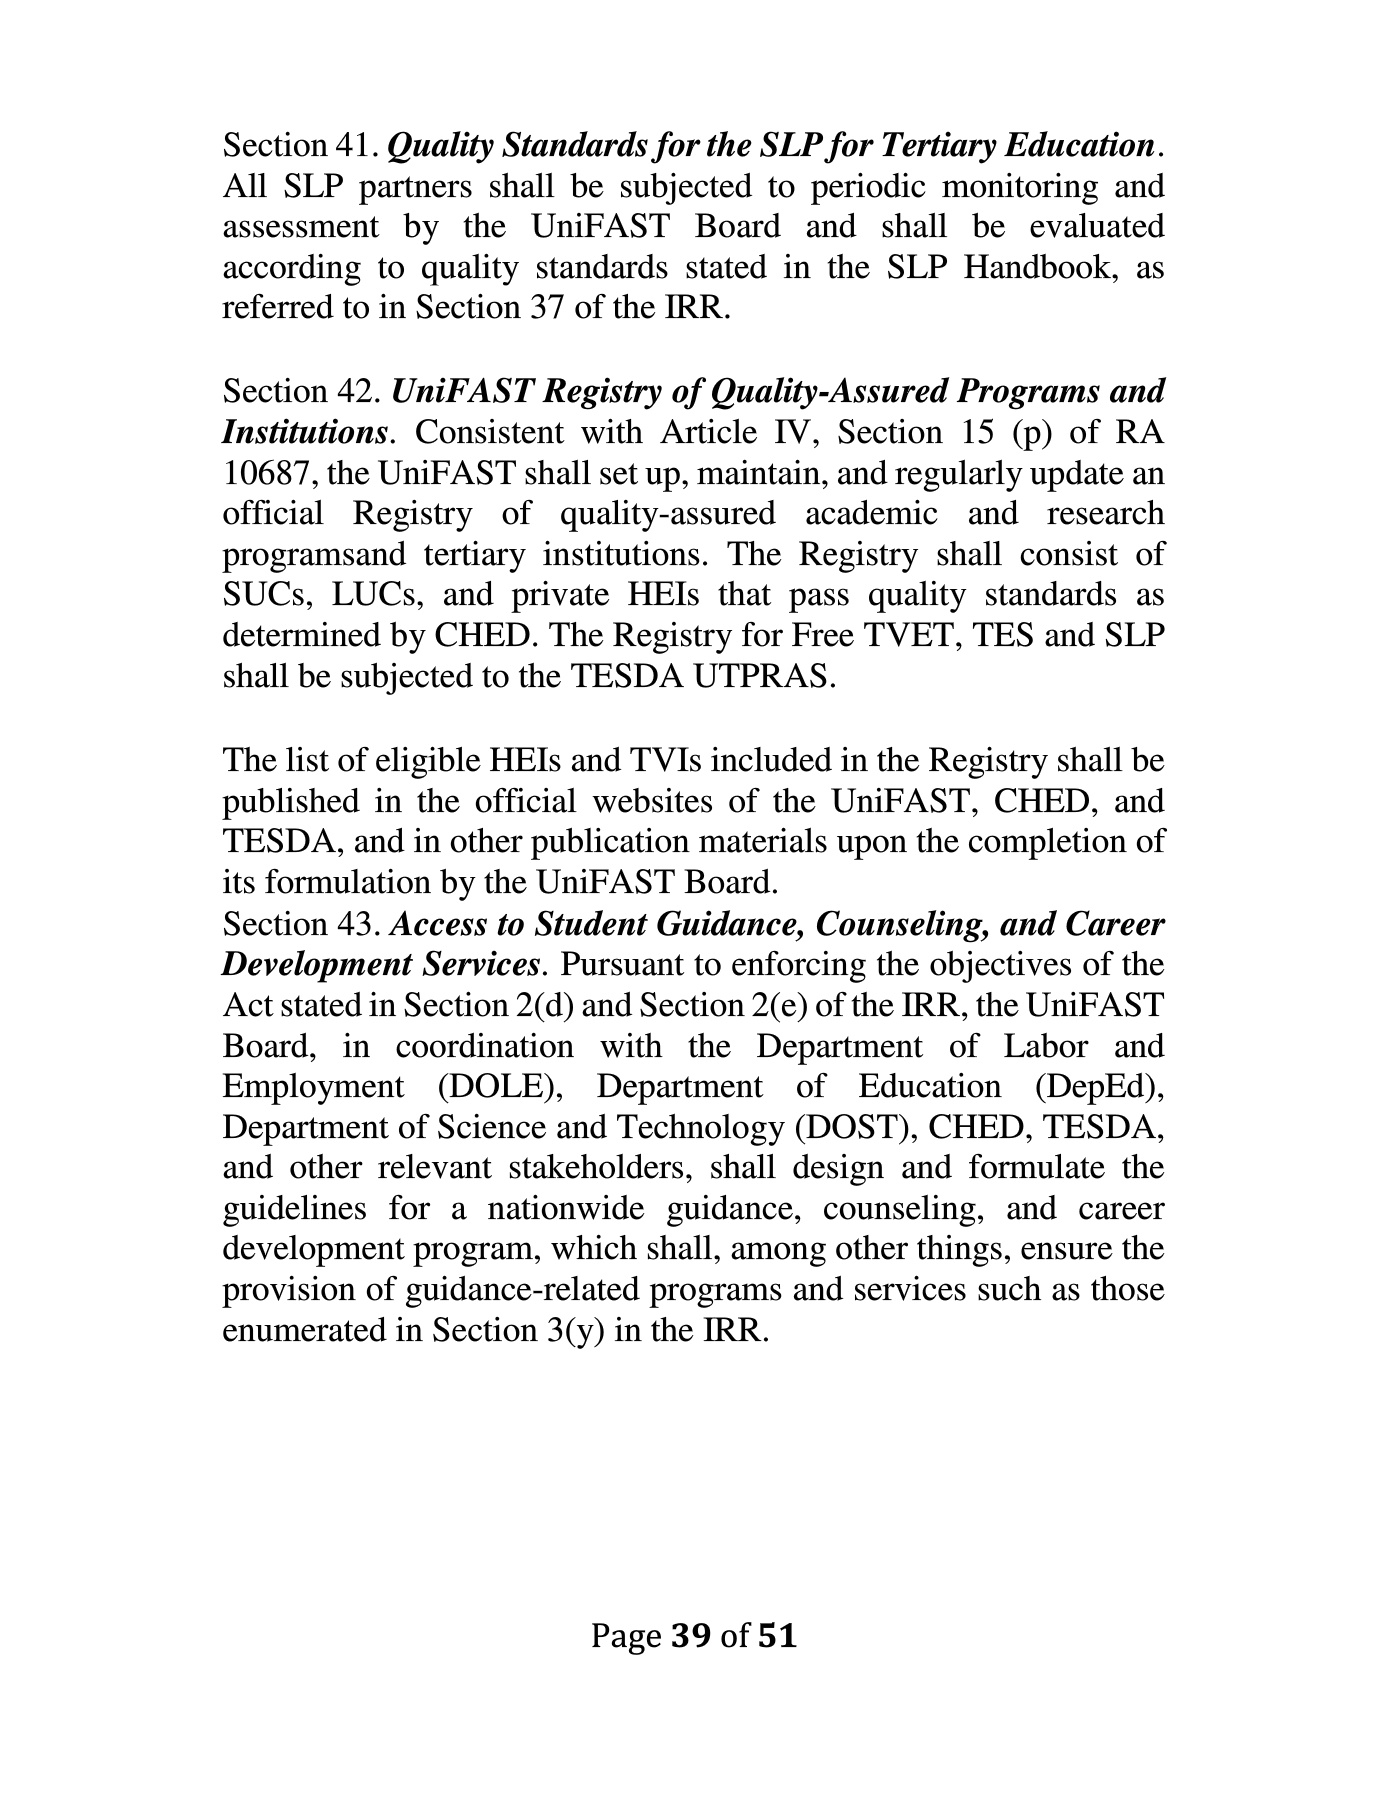 Section 41. Quality Standards for the SLP for Tertiary Education.
All SLP partners shall be subjected to periodic monitoring and
assessment by the UniFAST Board and shall be evaluated
according to quality standards stated in the SLP Handbook, as
referred to in Section 37 of the IRR.
Section 42. UniFAST Registry of Quality-Assured Programs and
Institutions. Consistent with Article IV, Section 15 (p) of RA
10687, the UniFAST shall set up, maintain, and regularly update an
official Registry of quality-assured academic and research
programsand tertiary institutions. The Registry shall consist of
SUCs, LUCs, and private HEIs that pass quality standards as
determined by CHED. The Registry for Free TVET, TES and SLP
shall be subjected to the TESDA UTPRAS.
The list of eligible HEIs and TVIs included in the Registry shall be
published in the official websites of the UniFAST, CHED, and
TESDA, and in other publication materials upon the completion of
its formulation by the UniFAST Board.
Section 43. Access to Student Guidance, Counseling, and Career
Development Services. Pursuant to enforcing the objectives of the
Act stated in Section 2(d) and Section 2(e) of the IRR, the UniFAST
Board, in coordination with the Department of Labor and
Employment (DOLE), Department of Education (DepEd),
Department of Science and Technology (DOST), CHED, TESDA,
and other relevant stakeholders, shall design and formulate the
guidelines for a nationwide guidance, counseling, and career
development program, which shall, among other things, ensure the
provision of guidance-related programs and services such as those
enumerated in Section 3(y) in the IRR.
Page 39 of 51